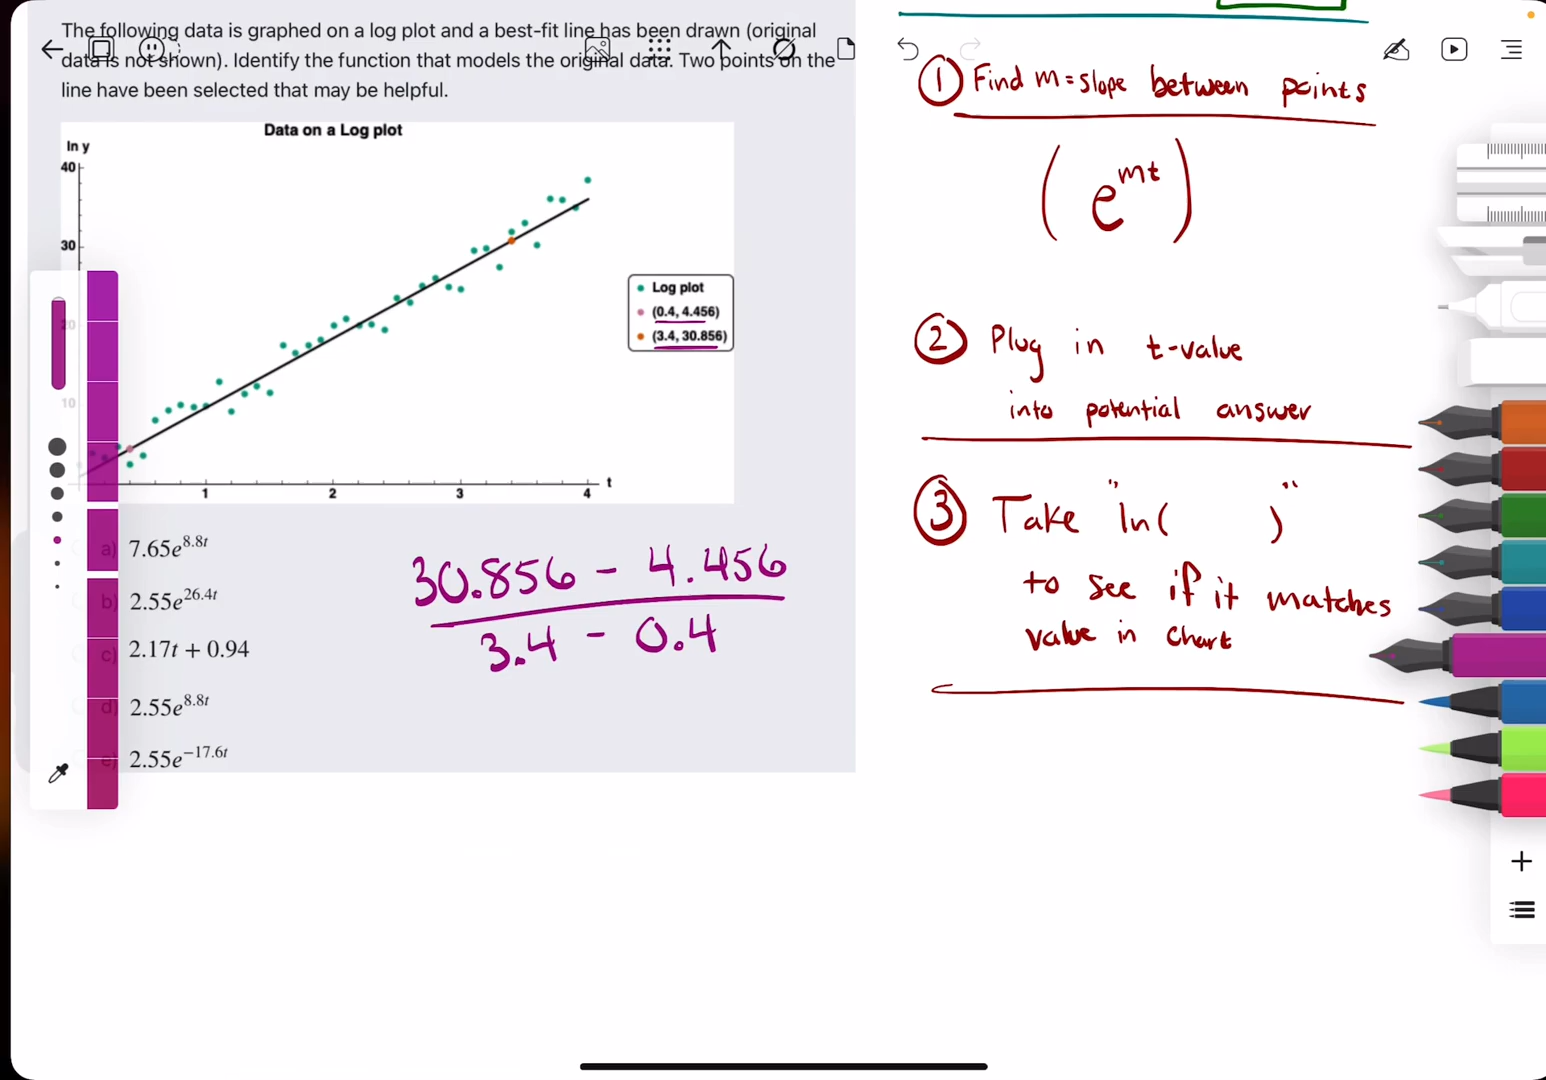 The following data is graphed on a log plot and a best-fit line has been drawn (original
data is not shown). Identify the function that models the original data. Two points on the
line have been selected that may be helpful.
Data on a Log plot
ln y
40
30
20
10
1
2
3
4
t
Log plot
(0.4, 4.456)
(3.4, 30.856)
a) 7.65e^{8.8t}
b) 2.55e^{26.4t}
c) 2.17t + 0.94
d) 2.55e^{8.8t}
e) 2.55e^{−17.6t}
30.856 - 4.456
3.4 - 0.4
① Find m = slope between points
(e^{mt})
② Plug in t-value
into potential answer
③ Take "ln( )"
to see if it matches
value in chart